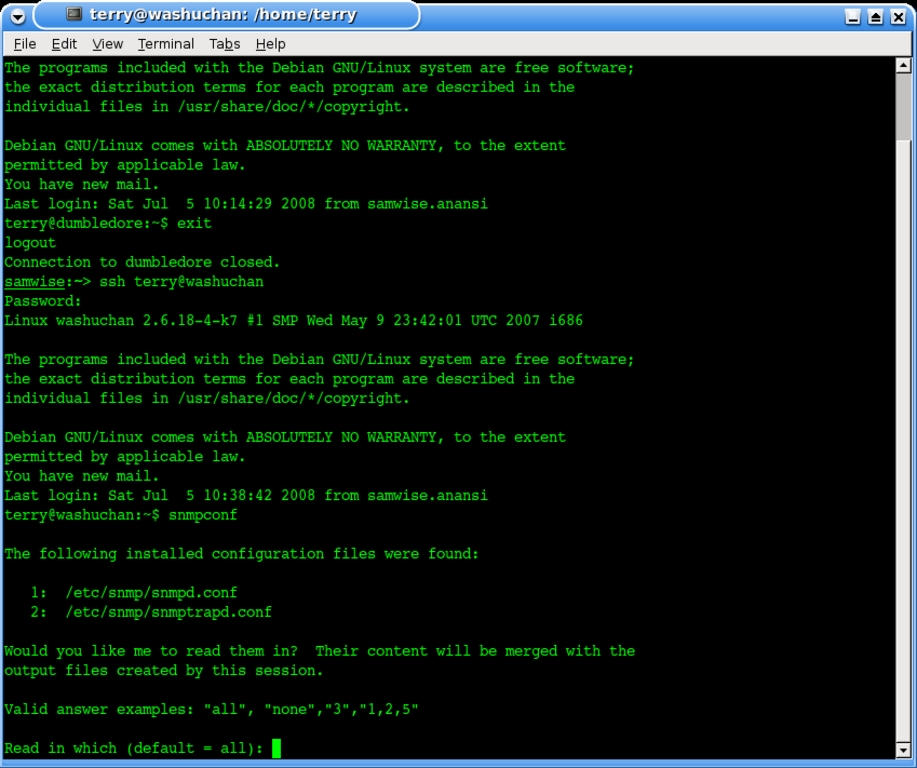 terry@washuchan: /home/terry
File Edit View Terminal Tabs Help
The programs included with the Debian GNU/Linux system are free software;
the exact distribution terms for each program are described in the
individual files in /usr/share/doc/*/copyright.
Debian GNU/Linux comes with ABSOLUTELY NO WARRANTY, to the extent
permitted by applicable law.
You have new mail.
Last login: Sat Jul  5 10:14:29 2008 from samwise.anansi
terry@dumbledore:~$ exit
logout
Connection to dumbledore closed.
samwise:~> ssh terry@washuchan
Password:
Linux washuchan 2.6.18-4-k7 #1 SMP Wed May 9 23:42:01 UTC 2007 i686
The programs included with the Debian GNU/Linux system are free software;
the exact distribution terms for each program are described in the
individual files in /usr/share/doc/*/copyright.
Debian GNU/Linux comes with ABSOLUTELY NO WARRANTY, to the extent
permitted by applicable law.
You have new mail.
Last login: Sat Jul  5 10:38:42 2008 from samwise.anansi
terry@washuchan:~$ snmpconf
The following installed configuration files were found:
1:  /etc/snmp/snmpd.conf
2:  /etc/snmp/snmptrapd.conf
Would you like me to read them in?  Their content will be merged with the
output files created by this session.
Valid answer examples: "all", "none","3","1,2,5"
Read in which (default = all):